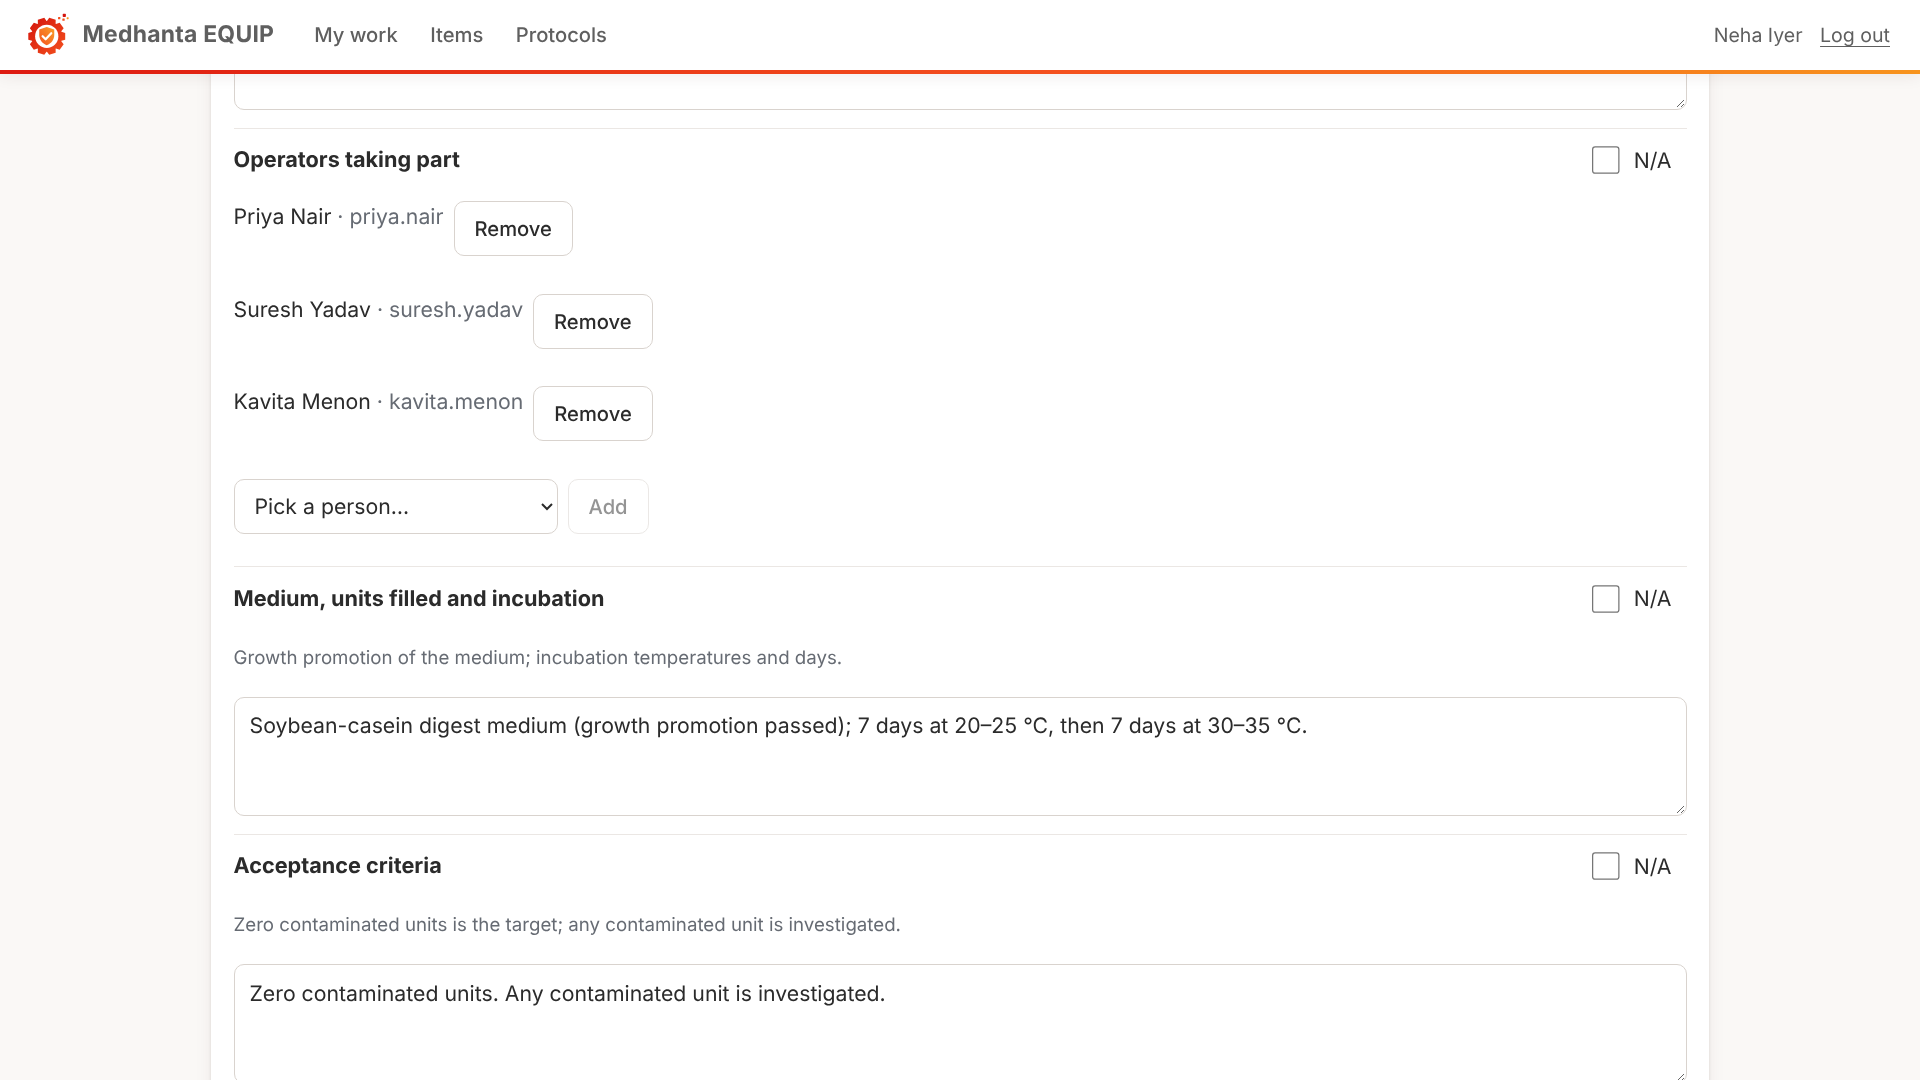 Medhanta EQUIP My work Items Protocols Neha Iyer Log out
Operators taking part N/A
Priya Nair · priya.nair Remove
Suresh Yadav · suresh.yadav Remove
Kavita Menon · kavita.menon Remove
Pick a person... Add
Medium, units filled and incubation N/A
Growth promotion of the medium; incubation temperatures and days.
Soybean-casein digest medium (growth promotion passed); 7 days at 20–25 °C, then 7 days at 30–35 °C.
Acceptance criteria N/A
Zero contaminated units is the target; any contaminated unit is investigated.
Zero contaminated units. Any contaminated unit is investigated.